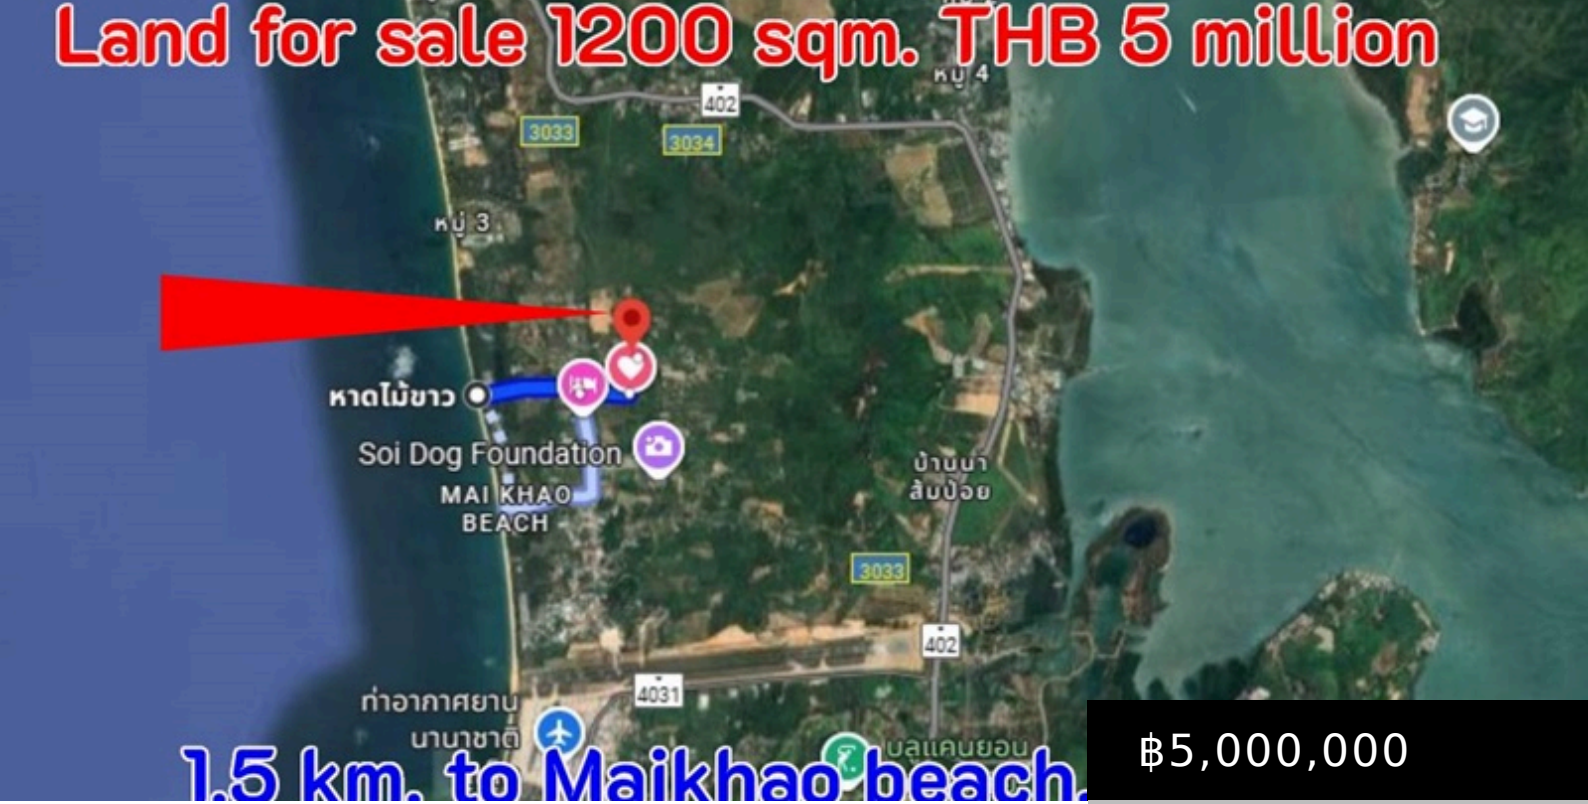 Land for sale 1200 sqm. THB 5 million
หมู่ 4
402
3033
3034
หมู่ 3
หาดไม้ขาว
Soi Dog Foundation
MAI KHAO
BEACH
บ้านนา
ส้มป่อย
3033
402
4031
ท่าอากาศยาน
นานาชาติ
บลูแคนยอน
1.5 km. to Maikhao beach.
฿5,000,000